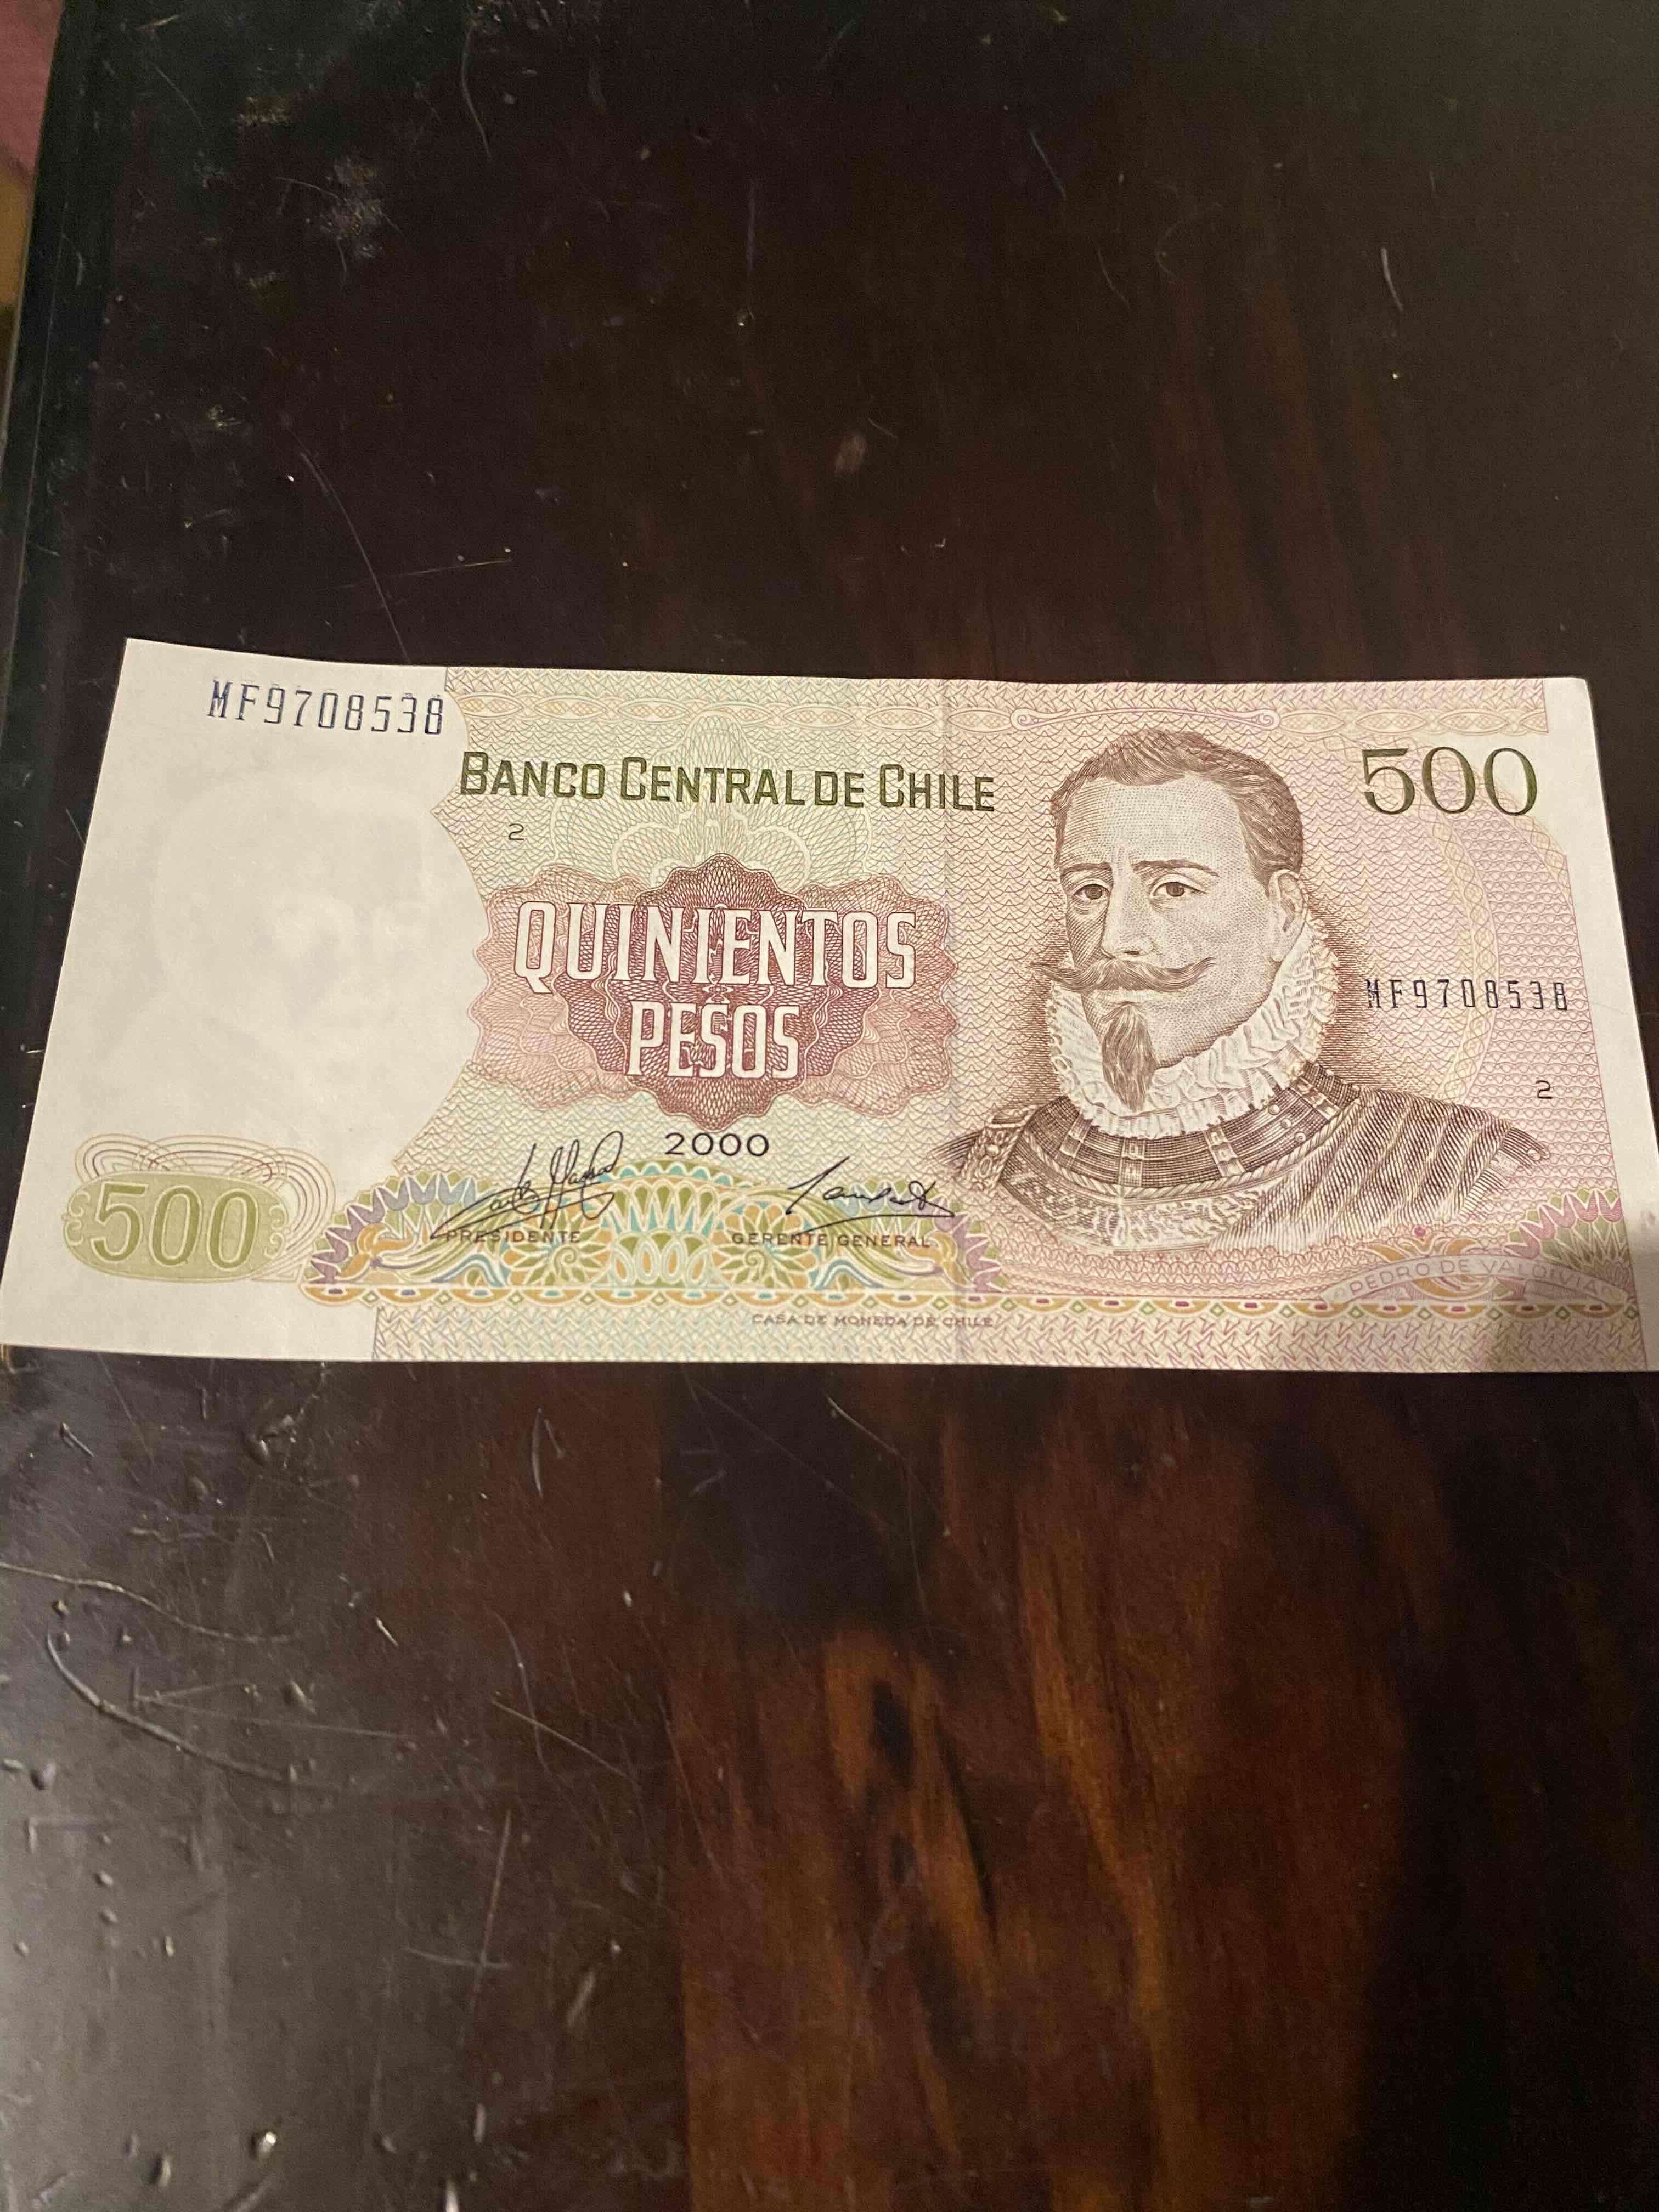 MF9708538
BANCO CENTRAL DE CHILE
500
2
QUINIENTOS
PESOS
MF9708538
2
2000
500
PRESIDENTE
GERENTE GENERAL
PEDRO DE VALDIVIA
CASA DE MONEDA DE CHILE